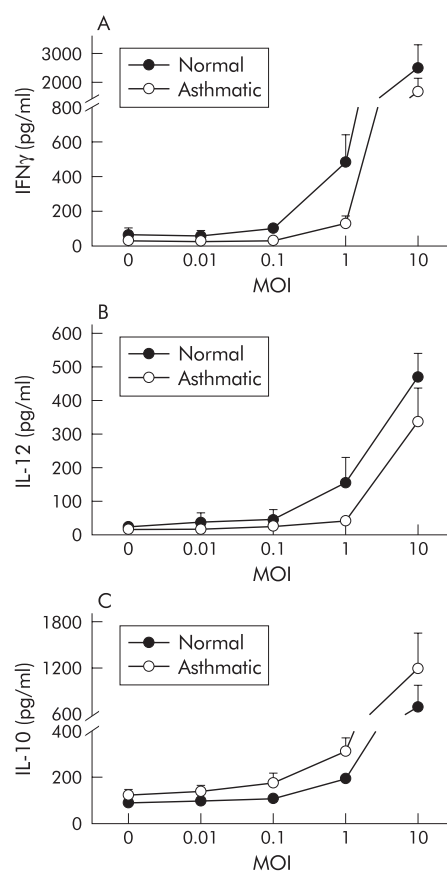 A
IFNγ (pg/ml)
3000
2000
800
600
400
200
0
Normal
Asthmatic
0 0.01 0.1 1 10
MOI
B
IL-12 (pg/ml)
600
500
400
300
200
100
0
Normal
Asthmatic
0 0.01 0.1 1 10
MOI
C
IL-10 (pg/ml)
1800
1200
600
400
200
0
Normal
Asthmatic
0 0.01 0.1 1 10
MOI